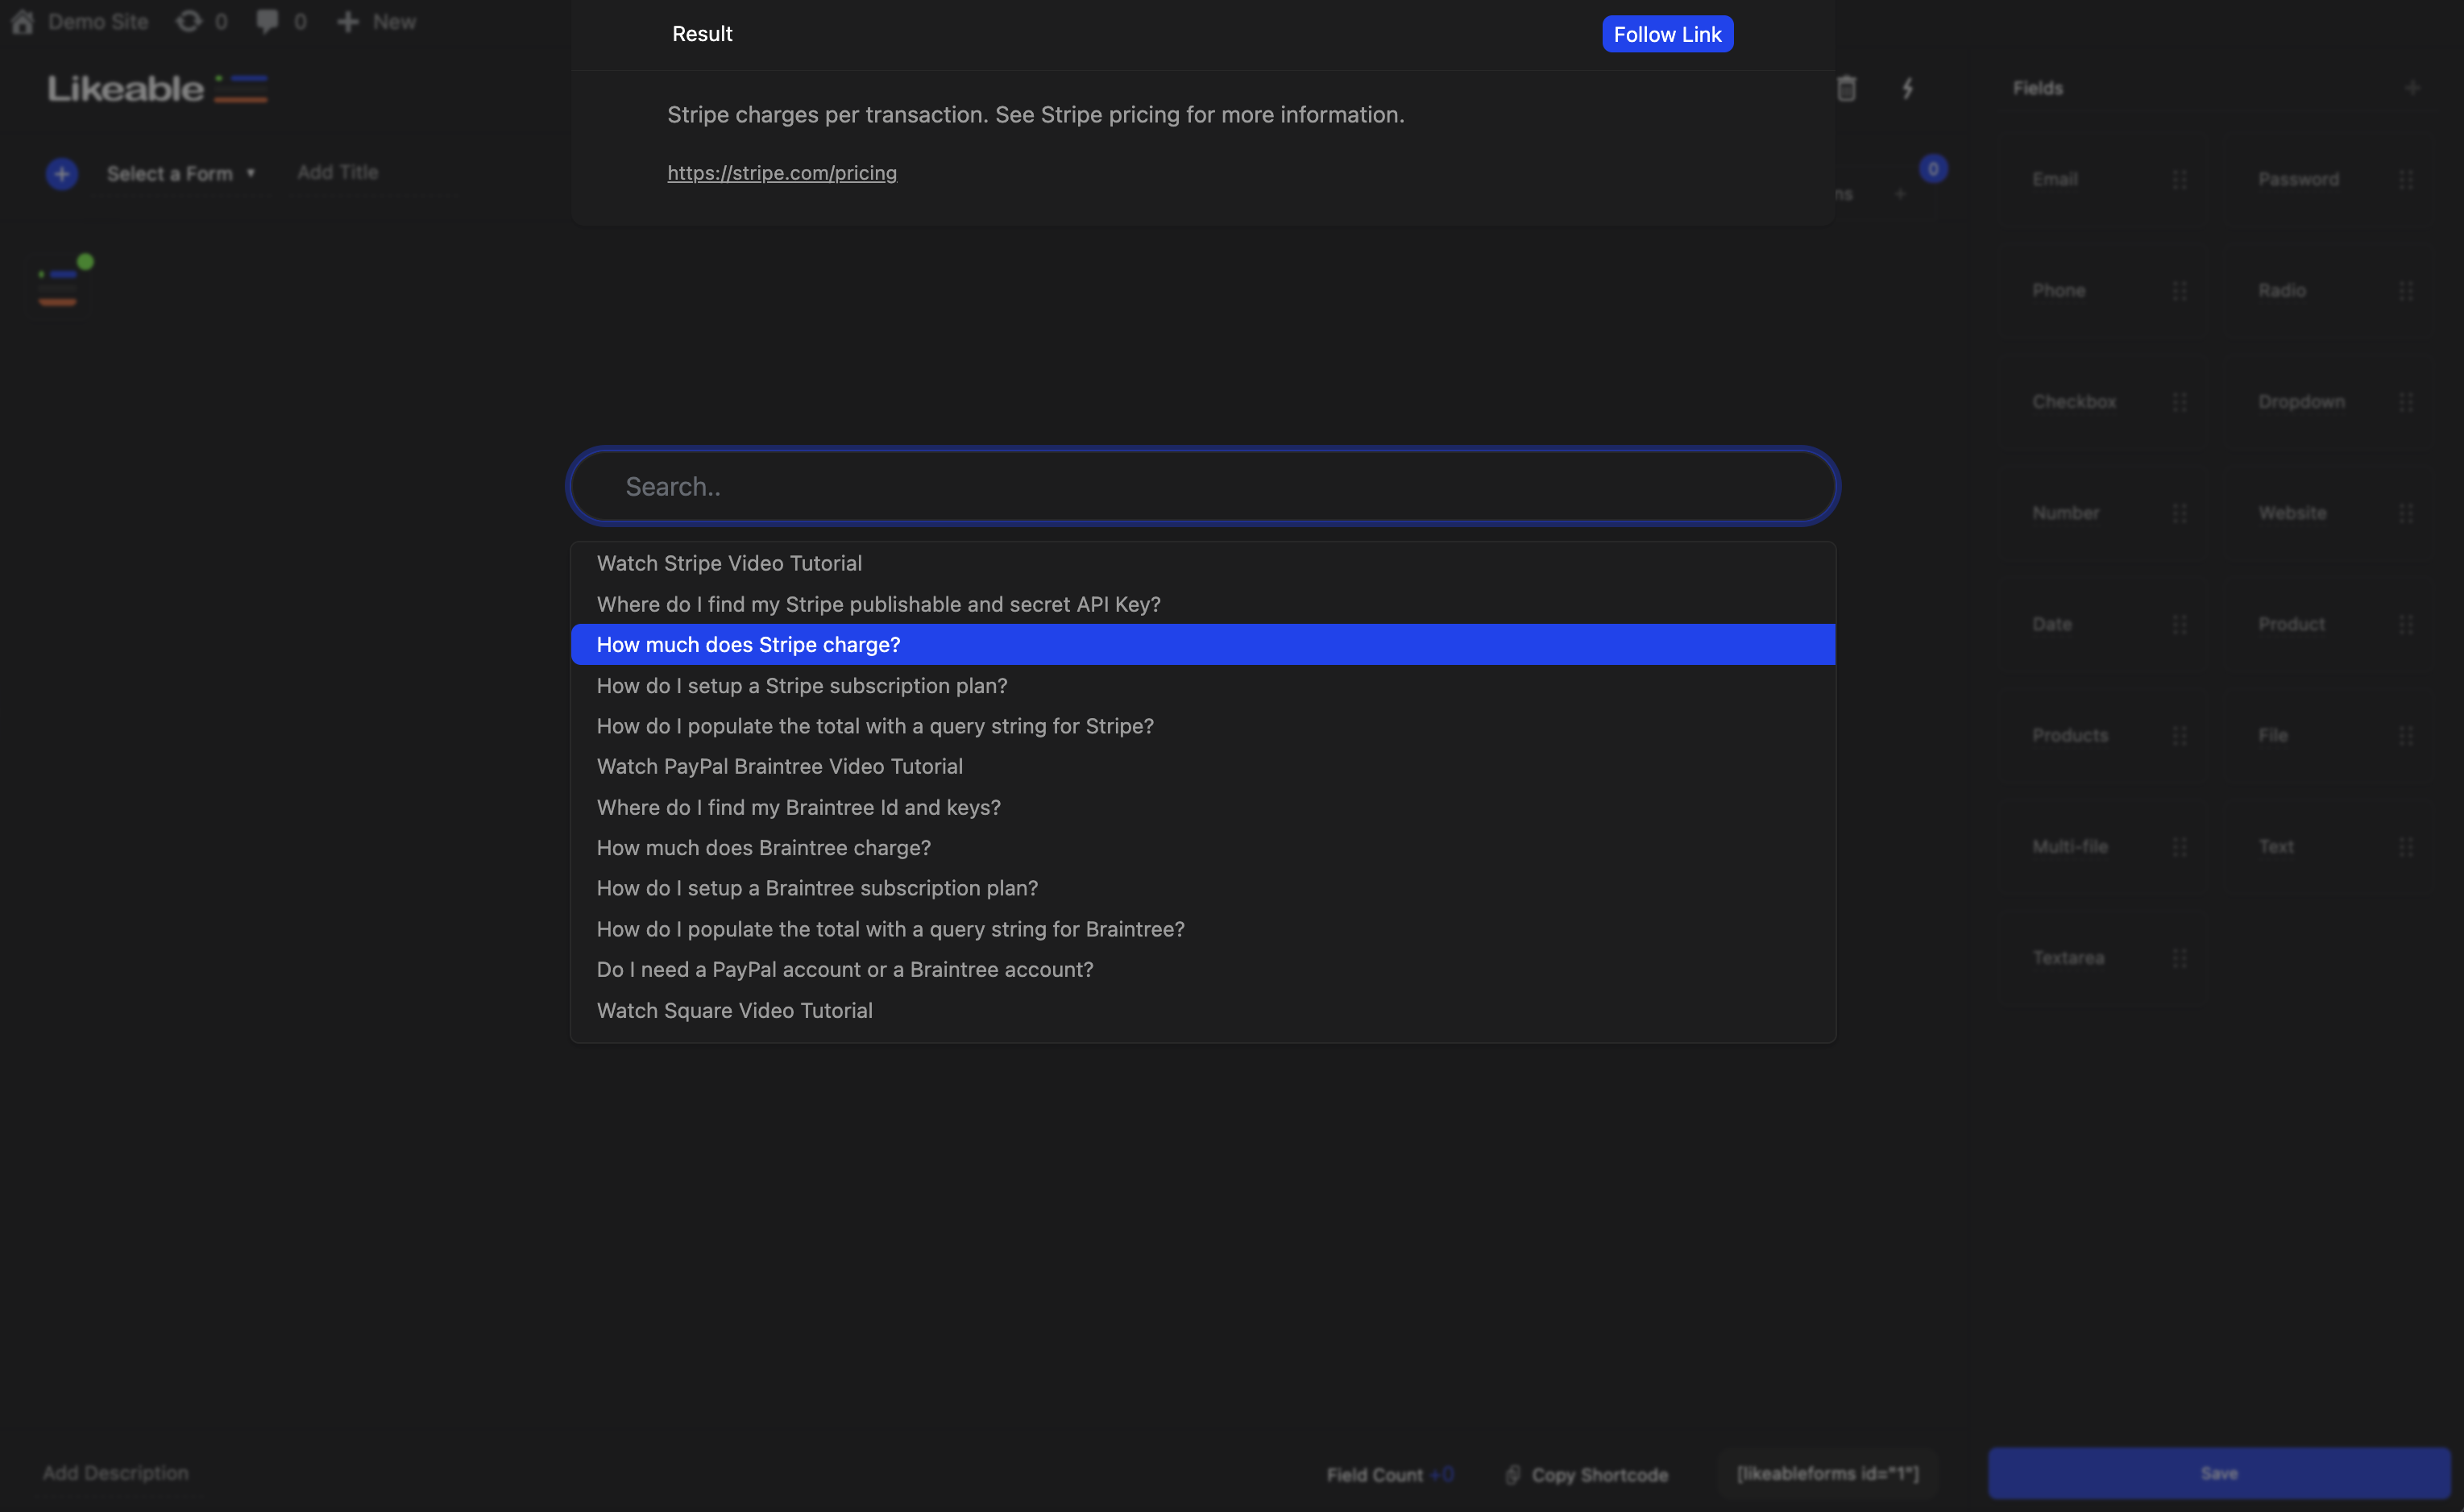 Demo Site 0 0 New
Result
Follow Link
Likeable
Fields
Stripe charges per transaction. See Stripe pricing for more information.
https://stripe.com/pricing
Select a Form
Add Title
0
ns
Email
Password
Phone
Radio
Checkbox
Dropdown
Search..
Number
Website
Watch Stripe Video Tutorial
Where do I find my Stripe publishable and secret API Key?
How much does Stripe charge?
How do I setup a Stripe subscription plan?
How do I populate the total with a query string for Stripe?
Watch PayPal Braintree Video Tutorial
Where do I find my Braintree Id and keys?
How much does Braintree charge?
How do I setup a Braintree subscription plan?
How do I populate the total with a query string for Braintree?
Do I need a PayPal account or a Braintree account?
Watch Square Video Tutorial
Date
Product
Products
File
Multi-file
Text
Textarea
Add Description
Field Count +0
Copy Shortcode
[likeableforms id="1"]
Save